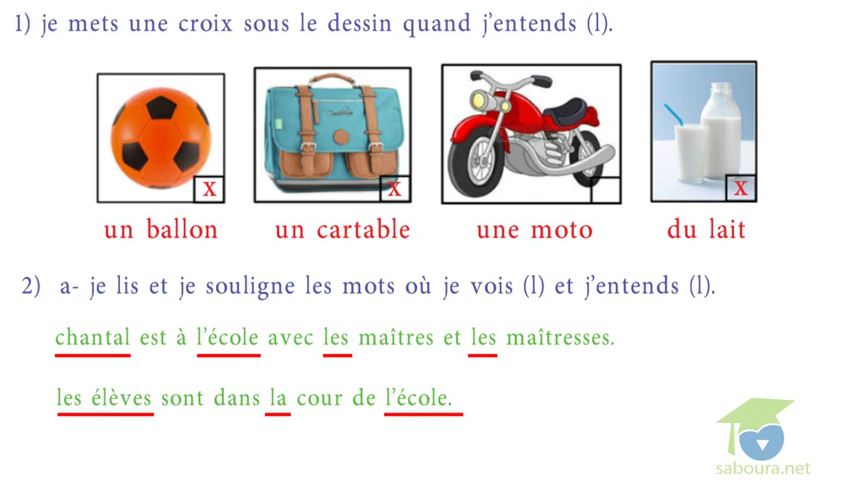 1) je mets une croix sous le dessin quand j’entends (l).
X X X
un ballon un cartable une moto du lait
2) a- je lis et je souligne les mots où je vois (l) et j’entends (l).
chantal est à l’école avec les maîtres et les maîtresses.
les élèves sont dans la cour de l’école.
saboura.net